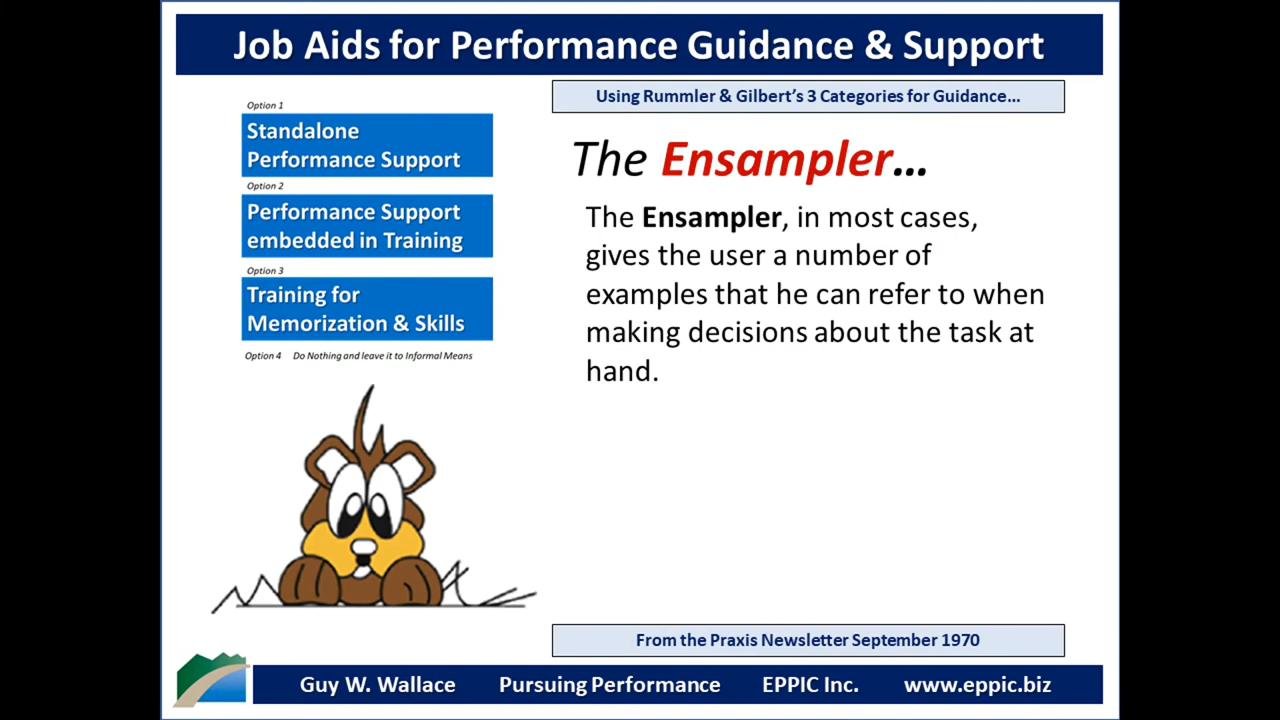 Job Aids for Performance Guidance & Support
Option 1
Standalone
Performance Support
Option 2
Performance Support
embedded in Training
Option 3
Training for
Memorization & Skills
Option 4 Do Nothing and leave it to Informal Means
Using Rummler & Gilbert's 3 Categories for Guidance...
The Ensampler...
The Ensampler, in most cases,
gives the user a number of
examples that he can refer to when
making decisions about the task at
hand.
From the Praxis Newsletter September 1970
Guy W. Wallace Pursuing Performance EPPIC Inc. www.eppic.biz